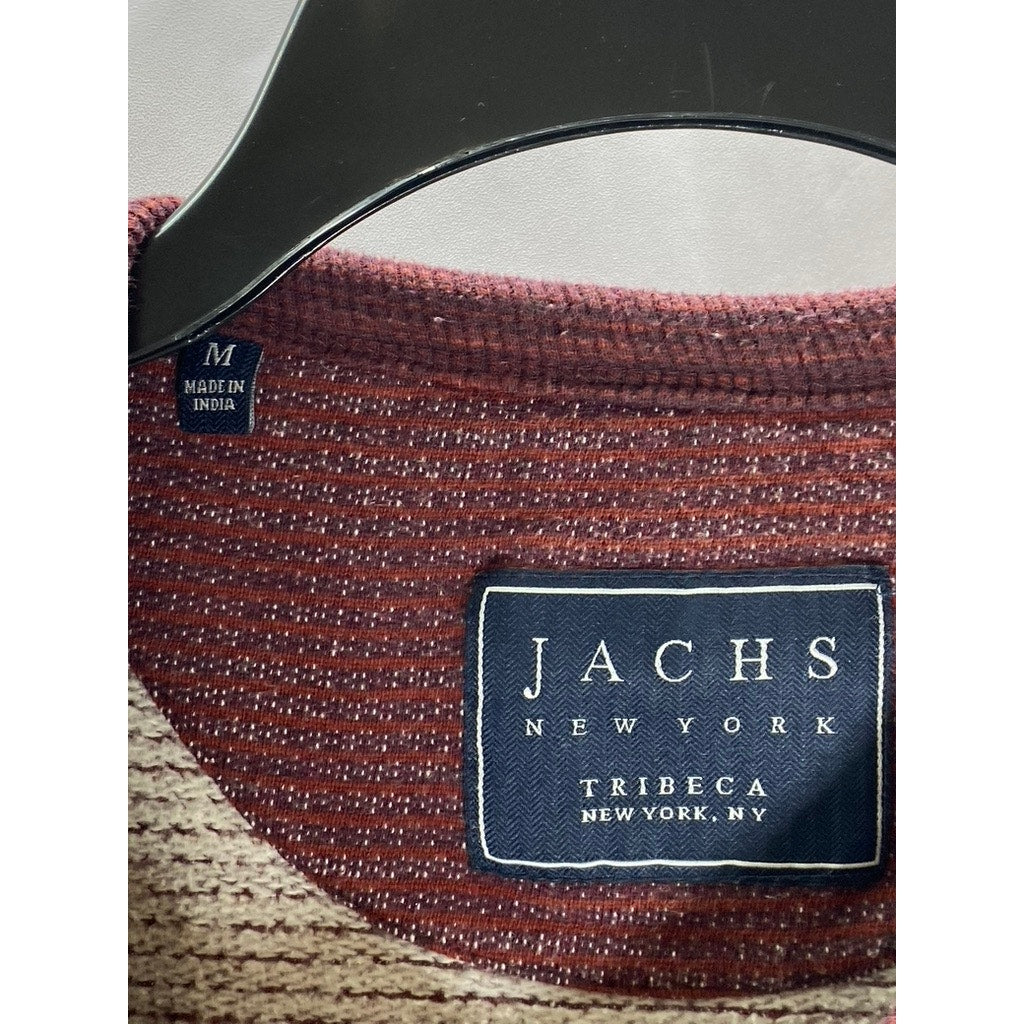 M
MADE IN
INDIA
JACHS
NEW YORK
TRIBECA
NEW YORK, NY